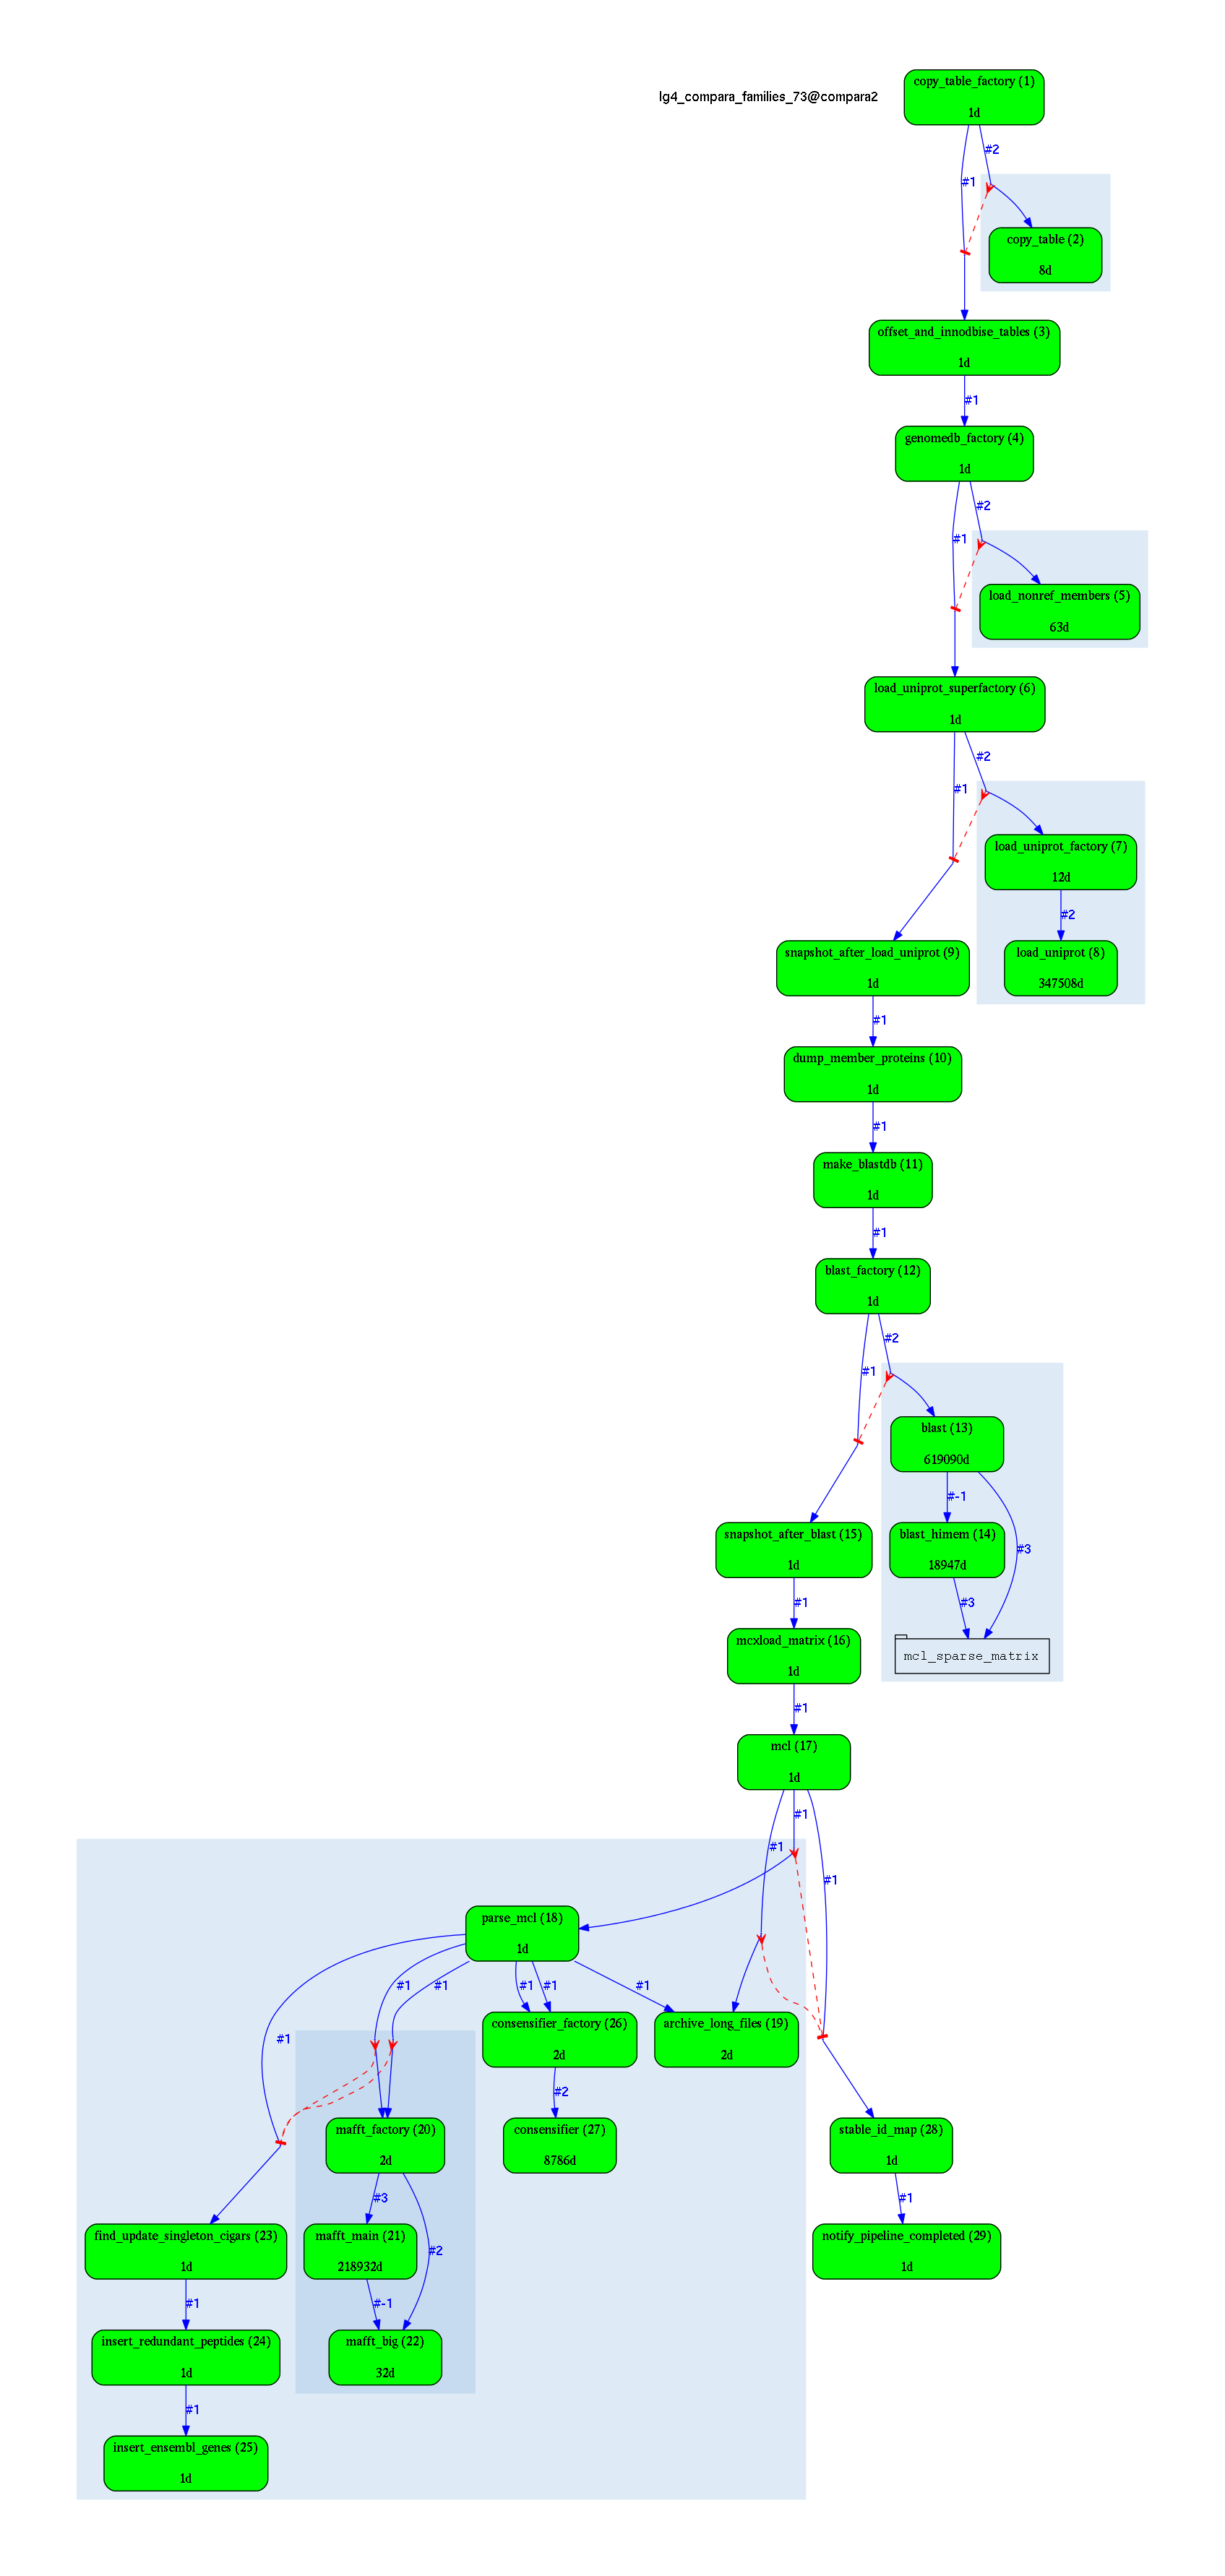 lg4_compara_families_73@compara2
copy_table_factory (1)
1d
#2
#1
copy_table (2)
8d
offset_and_innodbise_tables (3)
1d
#1
genomedb_factory (4)
1d
#2
#1
load_nonref_members (5)
63d
load_uniprot_superfactory (6)
1d
#2
#1
load_uniprot_factory (7)
12d
#2
load_uniprot (8)
347508d
snapshot_after_load_uniprot (9)
1d
#1
dump_member_proteins (10)
1d
#1
make_blastdb (11)
1d
#1
blast_factory (12)
1d
#2
#1
blast (13)
619090d
#-1
#3
blast_himem (14)
18947d
#3
mcl_sparse_matrix
snapshot_after_blast (15)
1d
#1
mcxload_matrix (16)
1d
#1
mcl (17)
1d
#1
#1
#1
parse_mcl (18)
1d
#1
#1
#1
#1
#1
#1
consensifier_factory (26)
2d
archive_long_files (19)
2d
#2
mafft_factory (20)
2d
consensifier (27)
8786d
stable_id_map (28)
1d
#3
#2
#1
find_update_singleton_cigars (23)
1d
mafft_main (21)
218932d
notify_pipeline_completed (29)
1d
#1
#-1
insert_redundant_peptides (24)
1d
mafft_big (22)
32d
#1
insert_ensembl_genes (25)
1d